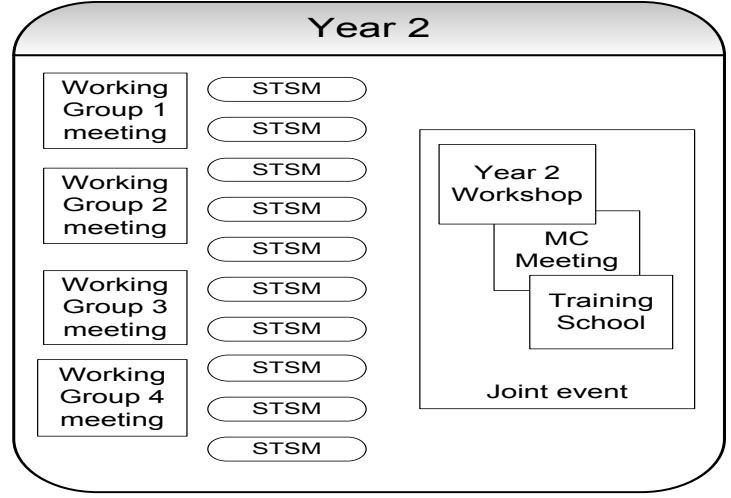 Year 2
Working
Group 1
meeting
Working
Group 2
meeting
Working
Group 3
meeting
Working
Group 4
meeting
STSM
STSM
STSM
STSM
STSM
STSM
STSM
STSM
STSM
STSM
Year 2
Workshop
MC
Meeting
Training
School
Joint event